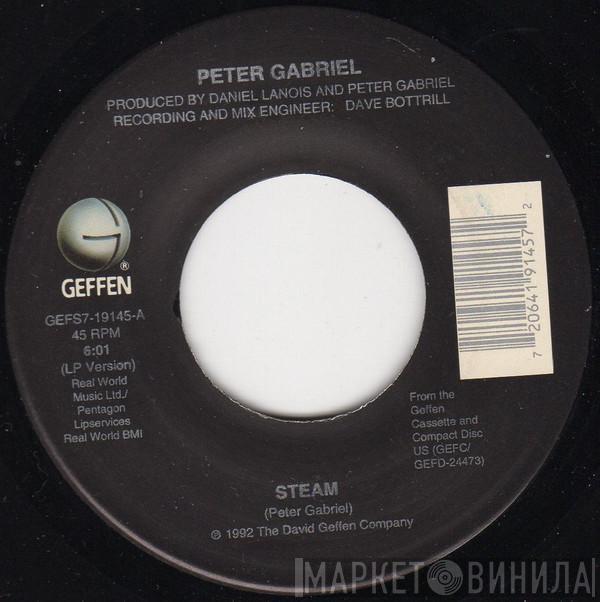 PETER GABRIEL
PRODUCED BY DANIEL LANOIS AND PETER GABRIEL
RECORDING AND MIX ENGINEER: DAVE BOTTRILL
G
®
GEFFEN
GEFS7-19145-A
45 RPM
6:01
(LP Version)
Real World
Music Ltd./
Pentagon
Lipservices
Real World BMI
7 20641 91457 2
From the
Geffen
Cassette and
Compact Disc
US (GEFC/
GEFD-24473)
STEAM
(Peter Gabriel)
℗ 1992 The David Geffen Company
МАРКЕТ ВИНИЛА